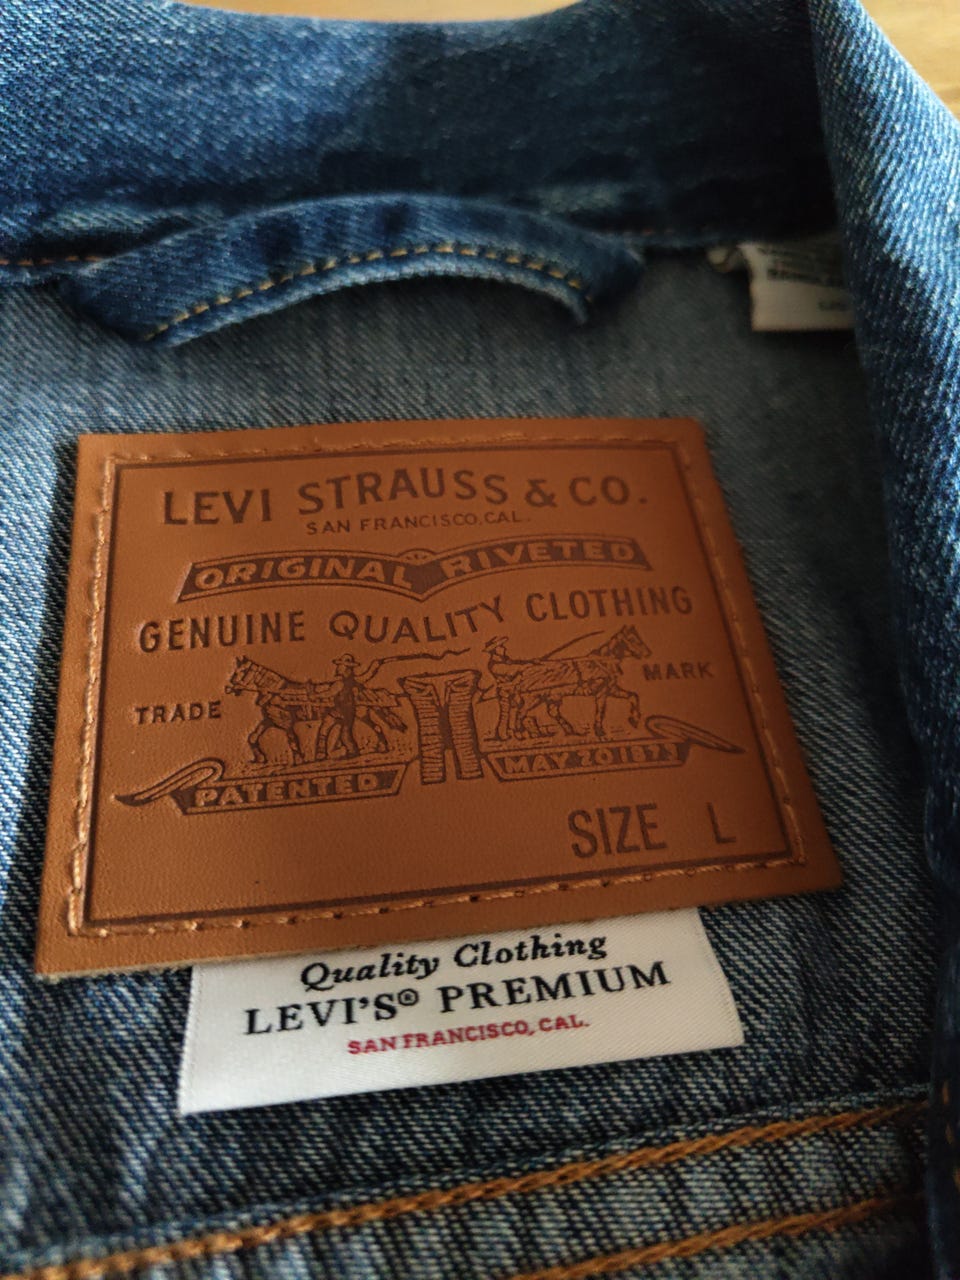 LEVI STRAUSS & CO.
SAN FRANCISCO, CAL.
ORIGINAL RIVETED
GENUINE QUALITY CLOTHING
TRADE MARK
PATENTED MAY 20 1873
SIZE L
Quality Clothing
LEVI'S® PREMIUM
SAN FRANCISCO, CAL.